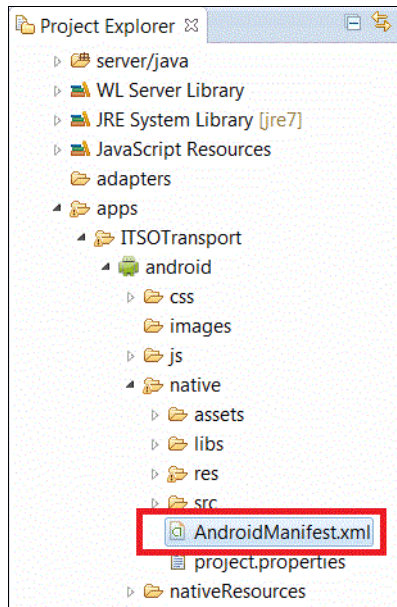 Project Explorer
server/java
WL Server Library
JRE System Library [jre7]
JavaScript Resources
adapters
apps
ITSOTransport
android
css
images
js
native
assets
libs
res
src
AndroidManifest.xml
project.properties
nativeResources